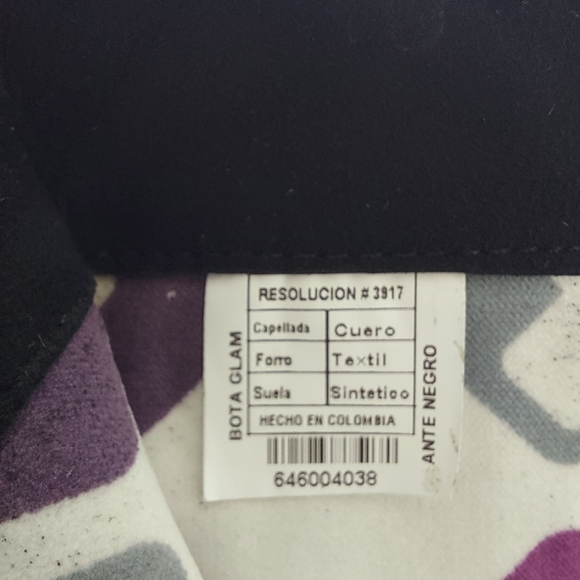 RESOLUCION # 3917
Capellada Cuero
Forro Textil
Suela Sintetico
HECHO EN COLOMBIA
646004038
BOTA GLAM
ANTE NEGRO